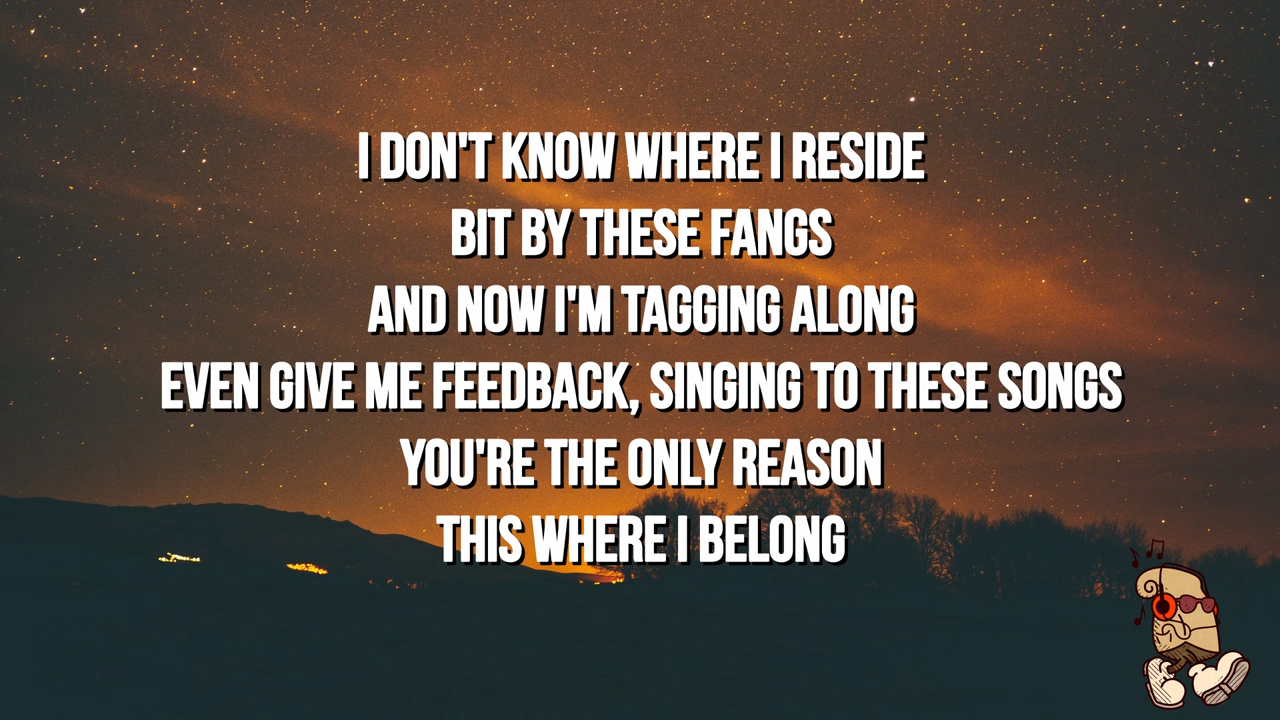 I DON'T KNOW WHERE I RESIDE
BIT BY THESE FANGS
AND NOW I'M TAGGING ALONG
EVEN GIVE ME FEEDBACK, SINGING TO THESE SONGS
YOU'RE THE ONLY REASON
THIS WHERE I BELONG